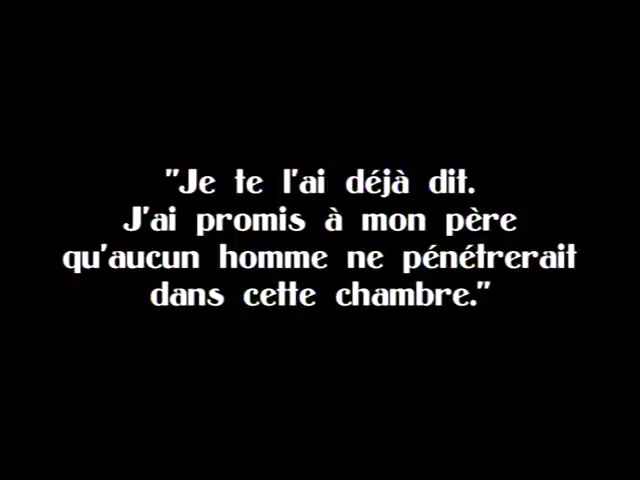 "Je te l'ai déjà dit.
J'ai promis à mon père
qu'aucun homme ne pénétrerait
dans cette chambre."